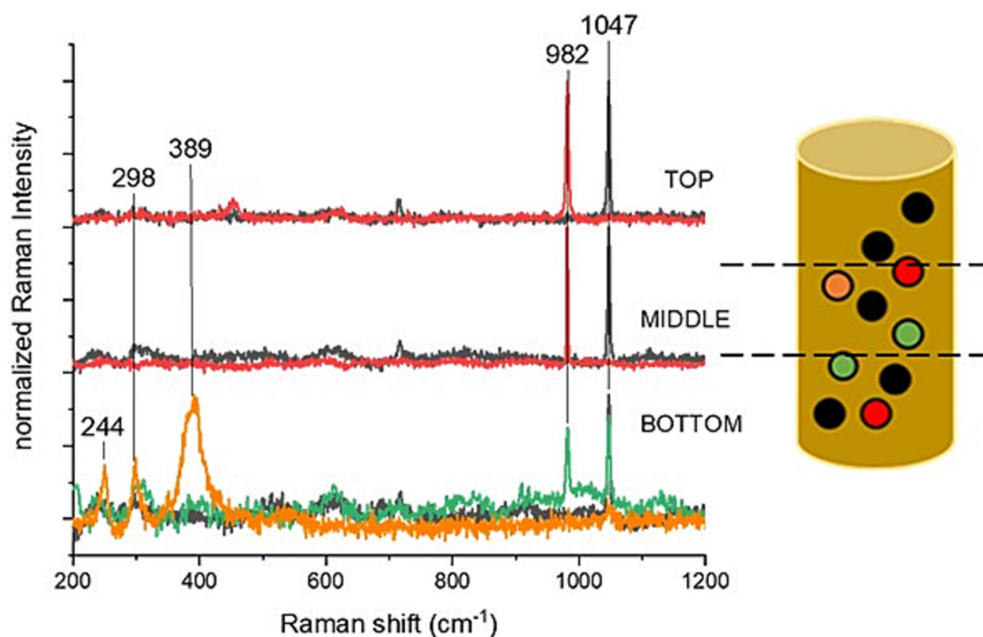 1047
982
389
298
TOP
MIDDLE
BOTTOM
244
normalized Raman Intensity
200 400 600 800 1000 1200
Raman shift (cm⁻¹)